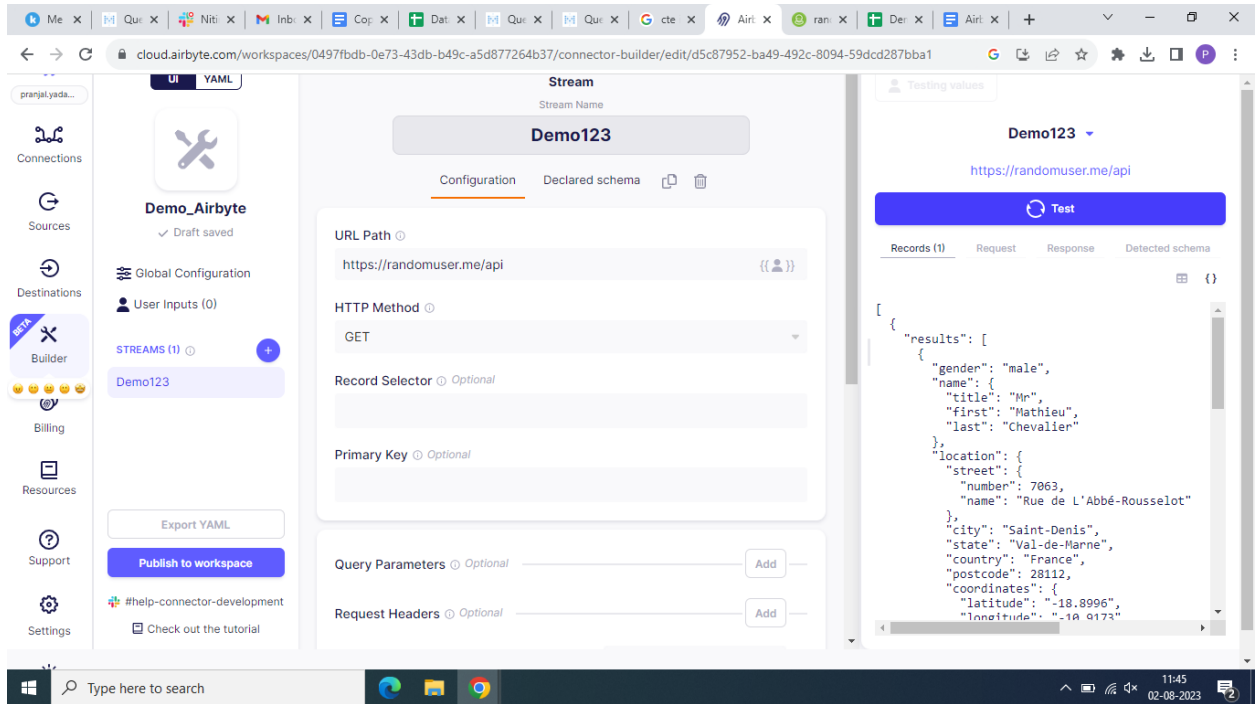 Me
Que
Niti
Inbo
Cop
Dat
Que
Que
cte
Airb
ran
Der
Airb
cloud.airbyte.com/workspaces/0497fbdb-0e73-43db-b49c-a5d877264b37/connector-builder/edit/d5c87952-ba49-492c-8094-59dcd287bba1
P
pranjal.yada...
Connections
Sources
Destinations
BETA
Builder
Billing
Resources
Support
Settings
UI YAML
Demo_Airbyte
Draft saved
Global Configuration
User Inputs (0)
STREAMS (1)
Demo123
Export YAML
Publish to workspace
#help-connector-development
Check out the tutorial
Stream
Stream Name
Demo123
Configuration Declared schema
URL Path
https://randomuser.me/api
HTTP Method
GET
Record Selector Optional
Primary Key Optional
Query Parameters Optional Add
Request Headers Optional Add
Testing values
Demo123
https://randomuser.me/api
Test
Records (1) Request Response Detected schema
{}
[
{
"results": [
{
"gender": "male",
"name": {
"title": "Mr",
"first": "Mathieu",
"last": "Chevalier"
},
"location": {
"street": {
"number": 7063,
"name": "Rue de L'Abbé-Rousselot"
},
"city": "Saint-Denis",
"state": "Val-de-Marne",
"country": "France",
"postcode": 28112,
"coordinates": {
"latitude": "-18.8996",
"longitude": "-10.9173"
Type here to search
11:45
02-08-2023
2